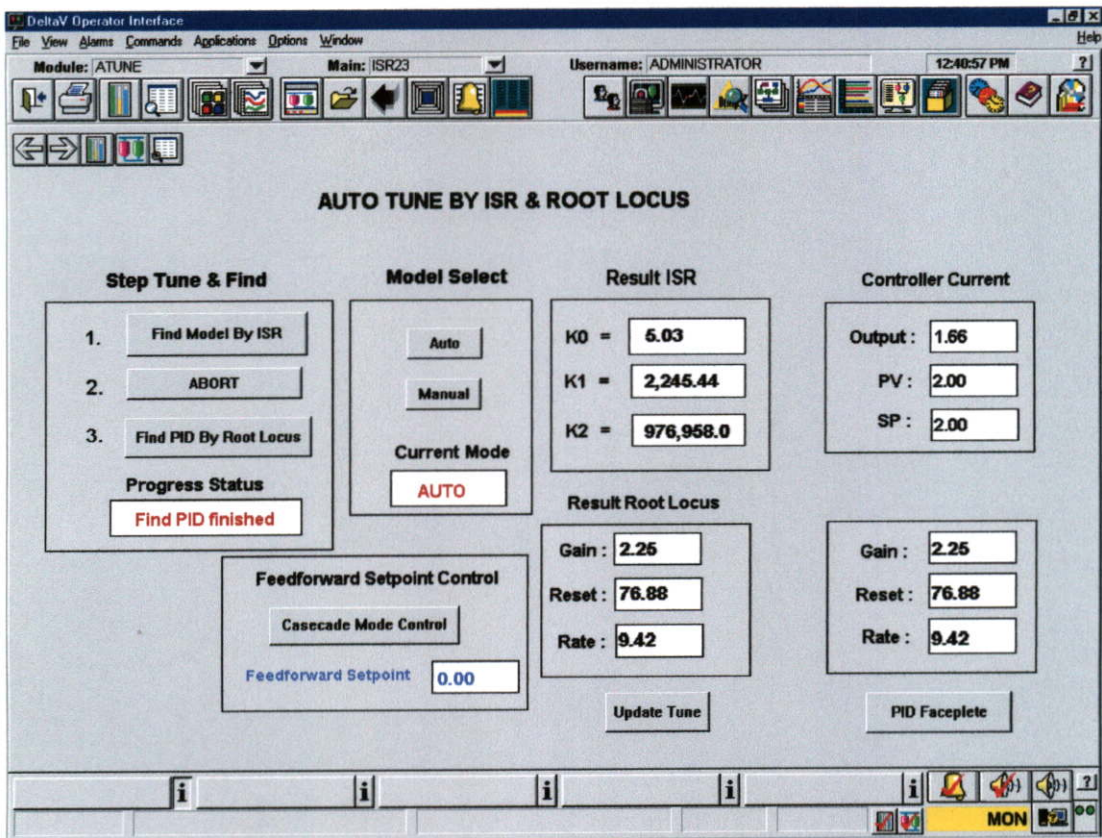 DeltaV Operator Interface
File View Alarms Commands Applications Options Window Help
Module: ATUNE Main: ISR23 Username: ADMINISTRATOR 12:40:57 PM ?
AUTO TUNE BY ISR & ROOT LOCUS
Step Tune & Find
1. Find Model By ISR
2. ABORT
3. Find PID By Root Locus
Progress Status
Find PID finished
Model Select
Auto
Manual
Current Mode
AUTO
Result ISR
K0 = 5.03
K1 = 2,245.44
K2 = 976,958.0
Controller Current
Output : 1.66
PV : 2.00
SP : 2.00
Feedforward Setpoint Control
Casecade Mode Control
Feedforward Setpoint 0.00
Result Root Locus
Gain : 2.25
Reset : 76.88
Rate : 9.42
Update Tune
Gain : 2.25
Reset : 76.88
Rate : 9.42
PID Faceplete
i i i i i ?
MON